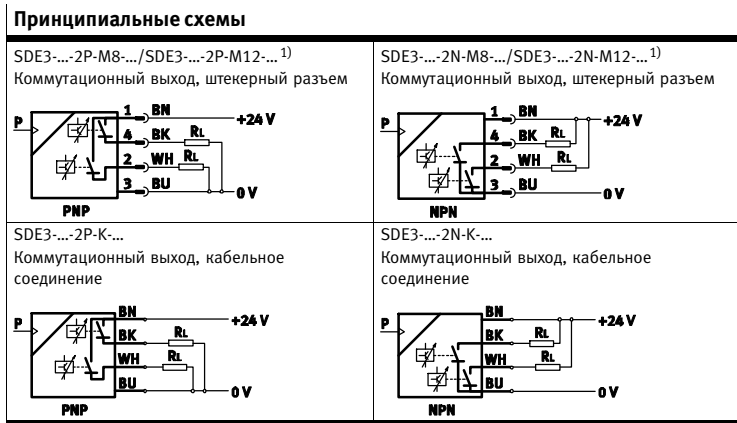 Принципиальные схемы
SDE3-...-2P-M8-.../SDE3-...-2P-M12-... 1)
Коммутационный выход, штекерный разъем
P
1 BN
+24 V
4 BK RL
2 WH RL
3 BU
0 V
PNP
SDE3-...-2N-M8-.../SDE3-...-2N-M12-... 1)
Коммутационный выход, штекерный разъем
P
1 BN
+24 V
4 BK RL
2 WH RL
3 BU
0 V
NPN
SDE3-...-2P-K-...
Коммутационный выход, кабельное
соединение
P
BN
+24 V
BK RL
WH RL
BU
0 V
PNP
SDE3-...-2N-K-...
Коммутационный выход, кабельное
соединение
P
BN
+24 V
BK RL
WH RL
BU
0 V
NPN